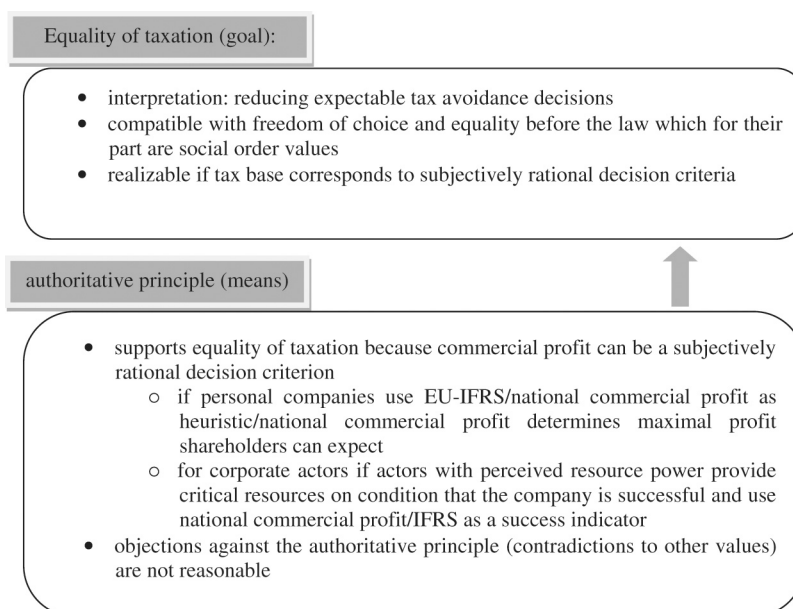 Equality of taxation (goal):
• interpretation: reducing expectable tax avoidance decisions
• compatible with freedom of choice and equality before the law which for their
part are social order values
• realizable if tax base corresponds to subjectively rational decision criteria
authoritative principle (means)
• supports equality of taxation because commercial profit can be a subjectively
rational decision criterion
o if personal companies use EU-IFRS/national commercial profit as
heuristic/national commercial profit determines maximal profit
shareholders can expect
o for corporate actors if actors with perceived resource power provide
critical resources on condition that the company is successful and use
national commercial profit/IFRS as a success indicator
• objections against the authoritative principle (contradictions to other values)
are not reasonable